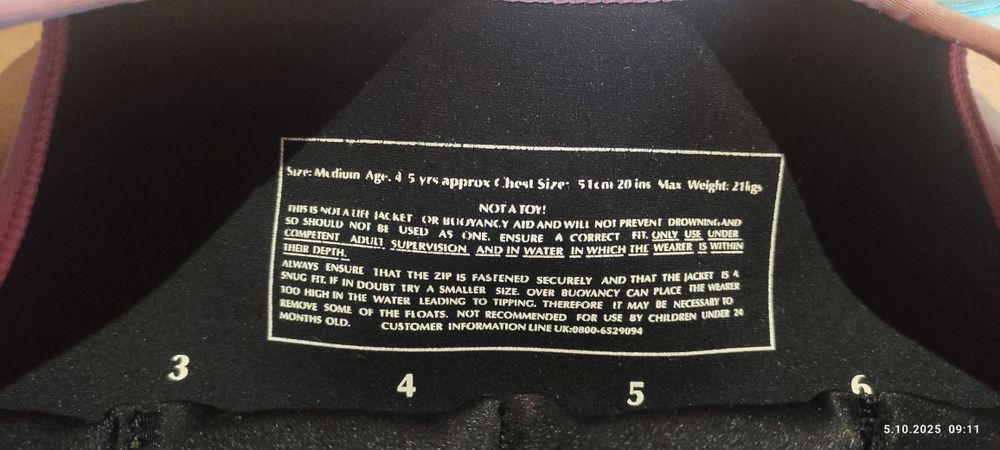 Size: Medium Age. 4 5 yrs approx Chest Size: 51cm 20 ins Max Weight: 21kgs
NOT A TOY!
THIS IS NOT A LIFE JACKET OR BUOYANCY AID AND WILL NOT PREVENT DROWNING AND
SO SHOULD NOT BE USED AS ONE. ENSURE A CORRECT FIT. ONLY USE UNDER
COMPETENT ADULT SUPERVISION AND IN WATER IN WHICH THE WEARER IS WITHIN
THEIR DEPTH.
ALWAYS ENSURE THAT THE ZIP IS FASTENED SECURELY AND THAT THE JACKET IS A
SNUG FIT. IF IN DOUBT TRY A SMALLER SIZE. OVER BUOYANCY CAN PLACE THE WEARER
TOO HIGH IN THE WATER LEADING TO TIPPING. THEREFORE IT MAY BE NECESSARY TO
REMOVE SOME OF THE FLOATS. NOT RECOMMENDED FOR USE BY CHILDREN UNDER 24
MONTHS OLD. CUSTOMER INFORMATION LINE UK:0800-6529094
3 4 5 6
5.10.2025 09:11